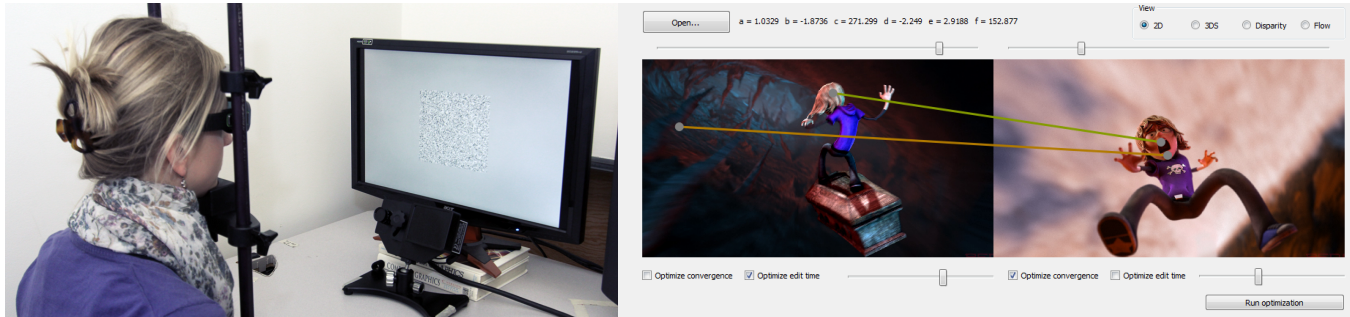 Open...
a = 1.0329 b = -1.8736 c = 271.299 d = -2.249 e = 2.9188 f = 152.877
View
2D
3DS
Disparity
Flow
Optimize convergence
Optimize edit time
Optimize convergence
Optimize edit time
Run optimization
GRAPHICS